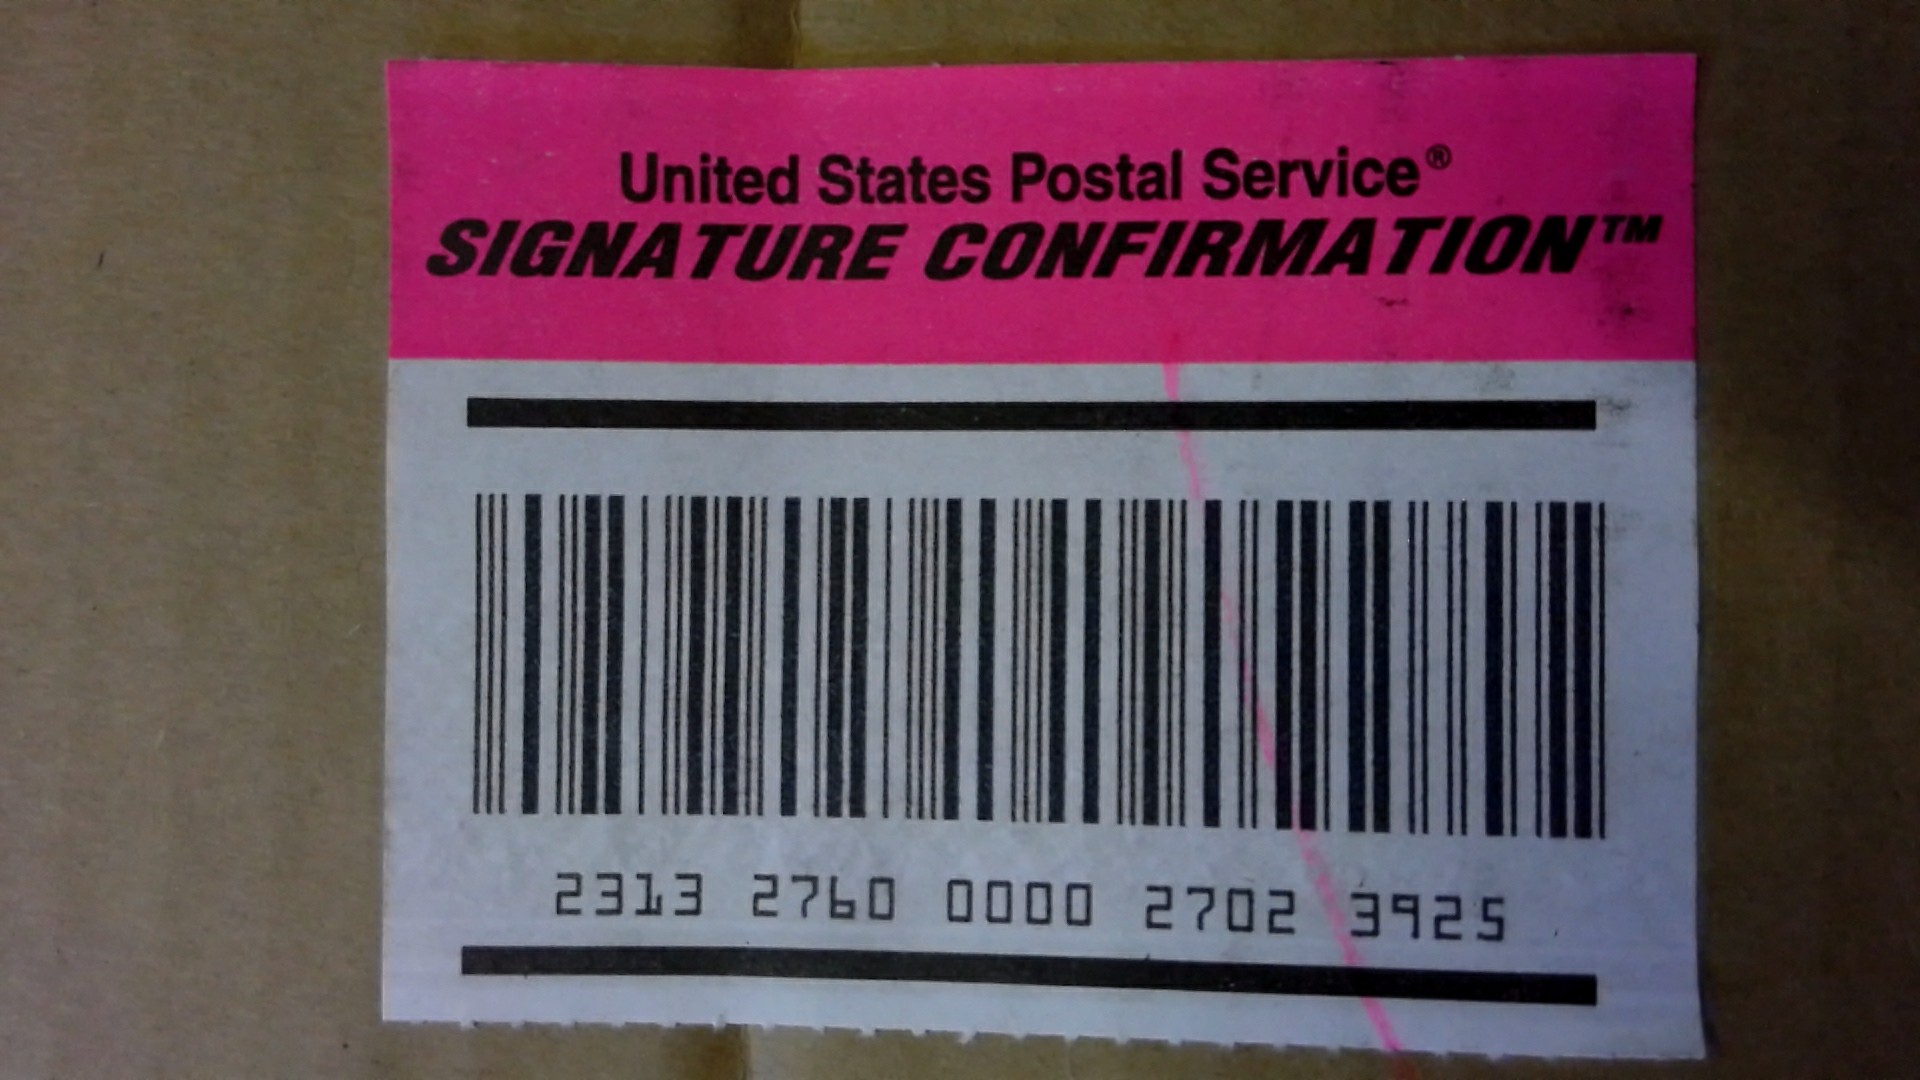 United States Postal Service®
SIGNATURE CONFIRMATION™
2313 2760 0000 2702 3925